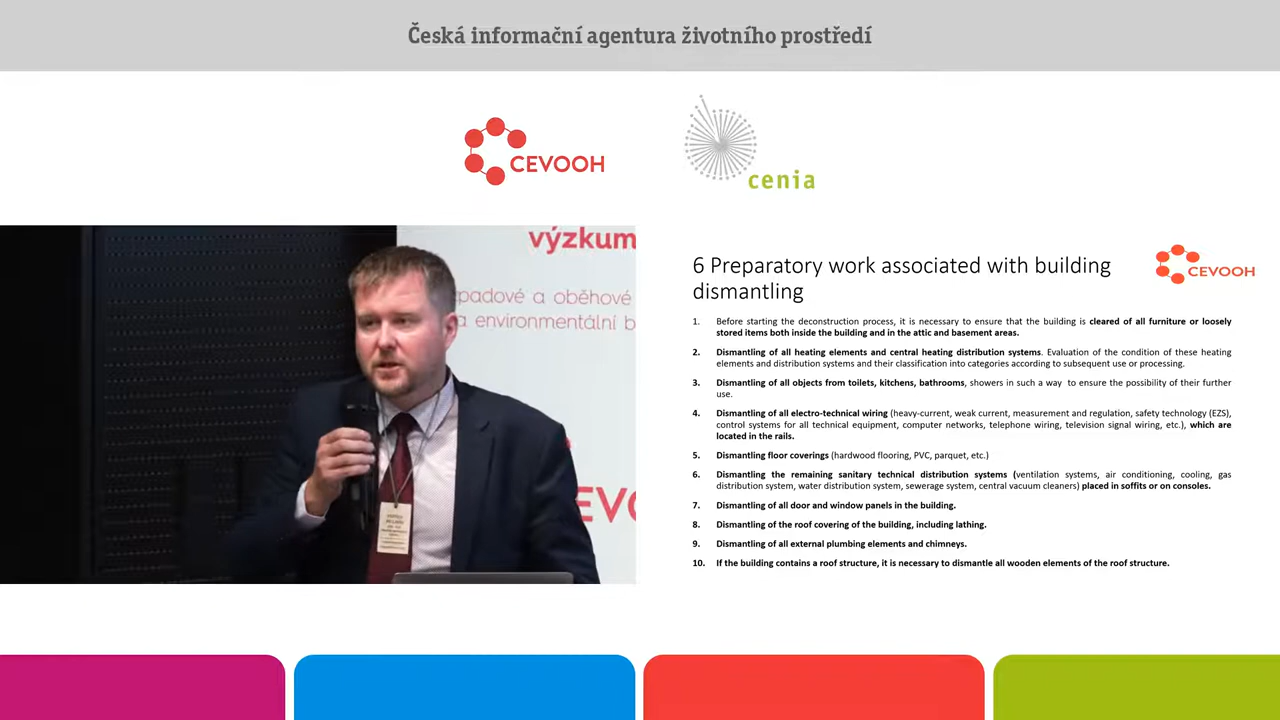 Česká informační agentura životního prostředí
CEVOOH
cenia
výzkum
padové a oběhové
a environmentální b
EVO
6 Preparatory work associated with building
dismantling
CEVOOH
1. Before starting the deconstruction process, it is necessary to ensure that the building is cleared of all furniture or loosely
stored items both inside the building and in the attic and basement areas.
2. Dismantling of all heating elements and central heating distribution systems. Evaluation of the condition of these heating
elements and distribution systems and their classification into categories according to subsequent use or processing.
3. Dismantling of all objects from toilets, kitchens, bathrooms, showers in such a way to ensure the possibility of their further
use.
4. Dismantling of all electro-technical wiring (heavy-current, weak current, measurement and regulation, safety technology (EZS),
control systems for all technical equipment, computer networks, telephone wiring, television signal wiring, etc.), which are
located in the rails.
5. Dismantling floor coverings (hardwood flooring, PVC, parquet, etc.)
6. Dismantling the remaining sanitary technical distribution systems (ventilation systems, air conditioning, cooling, gas
distribution system, water distribution system, sewerage system, central vacuum cleaners) placed in soffits or on consoles.
7. Dismantling of all door and window panels in the building.
8. Dismantling of the roof covering of the building, including lathing.
9. Dismantling of all external plumbing elements and chimneys.
10. If the building contains a roof structure, it is necessary to dismantle all wooden elements of the roof structure.